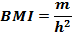 BMI = m/h²